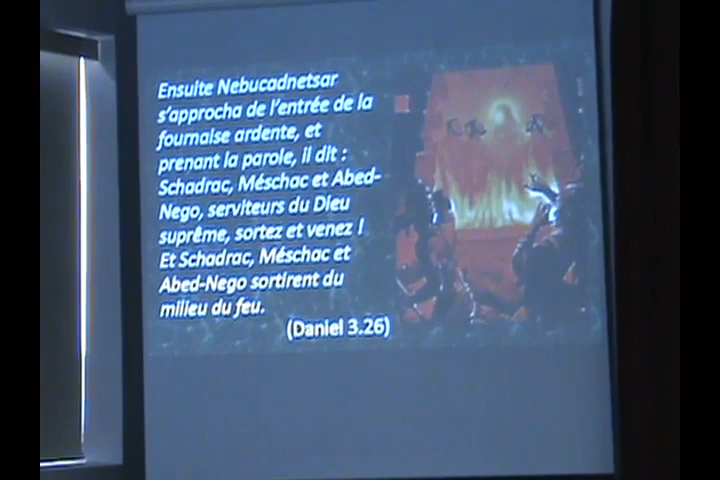 Ensuite Nebucadnetsar
s'approcha de l'entrée de la
fournaise ardente, et
prenant la parole, il dit :
Schadrac, Méschac et Abed-
Nego, serviteurs du Dieu
suprême, sortez et venez !
Et Schadrac, Méschac et
Abed-Nego sortirent du
milieu du feu.
(Daniel 3.26)